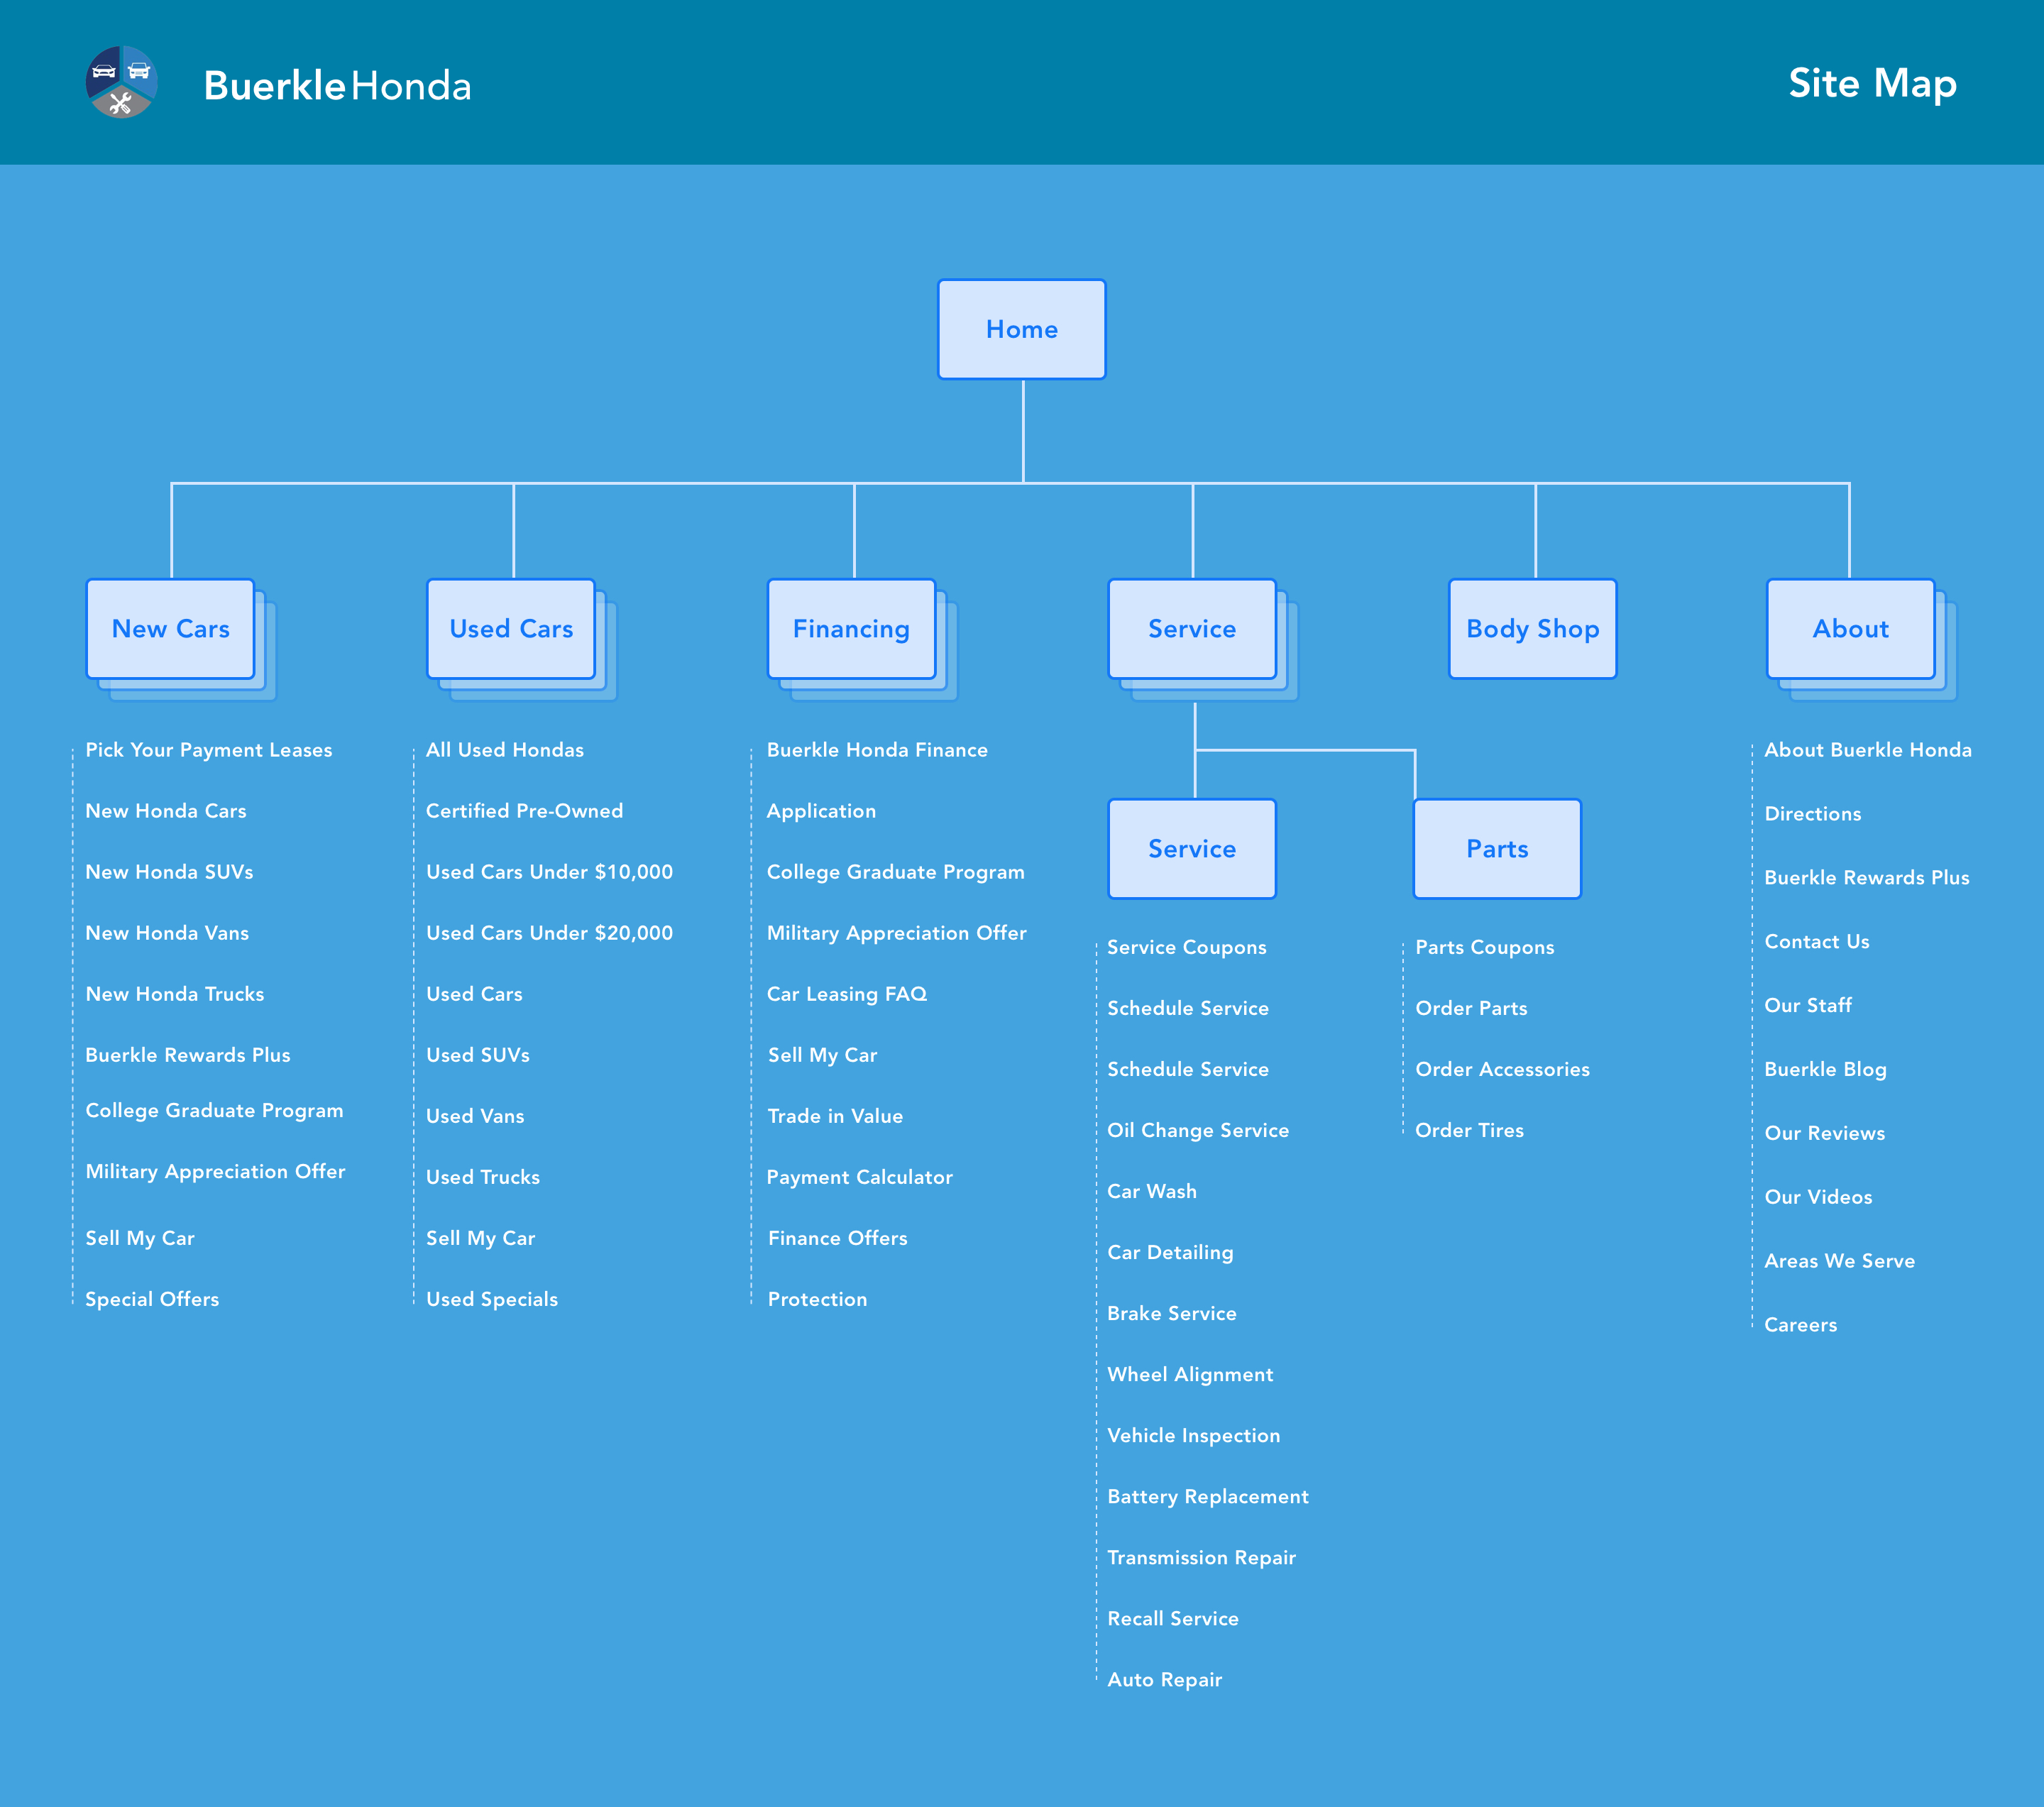 Buerkle Honda
Site Map
Home
New Cars
Used Cars
Financing
Service
Body Shop
About
Pick Your Payment Leases
New Honda Cars
New Honda SUVs
New Honda Vans
New Honda Trucks
Buerkle Rewards Plus
College Graduate Program
Military Appreciation Offer
Sell My Car
Special Offers
All Used Hondas
Certified Pre-Owned
Used Cars Under $10,000
Used Cars Under $20,000
Used Cars
Used SUVs
Used Vans
Used Trucks
Sell My Car
Used Specials
Buerkle Honda Finance
Application
College Graduate Program
Military Appreciation Offer
Car Leasing FAQ
Sell My Car
Trade in Value
Payment Calculator
Finance Offers
Protection
Service
Service Coupons
Schedule Service
Schedule Service
Oil Change Service
Car Wash
Car Detailing
Brake Service
Wheel Alignment
Vehicle Inspection
Battery Replacement
Transmission Repair
Recall Service
Auto Repair
Parts
Parts Coupons
Order Parts
Order Accessories
Order Tires
About Buerkle Honda
Directions
Buerkle Rewards Plus
Contact Us
Our Staff
Buerkle Blog
Our Reviews
Our Videos
Areas We Serve
Careers